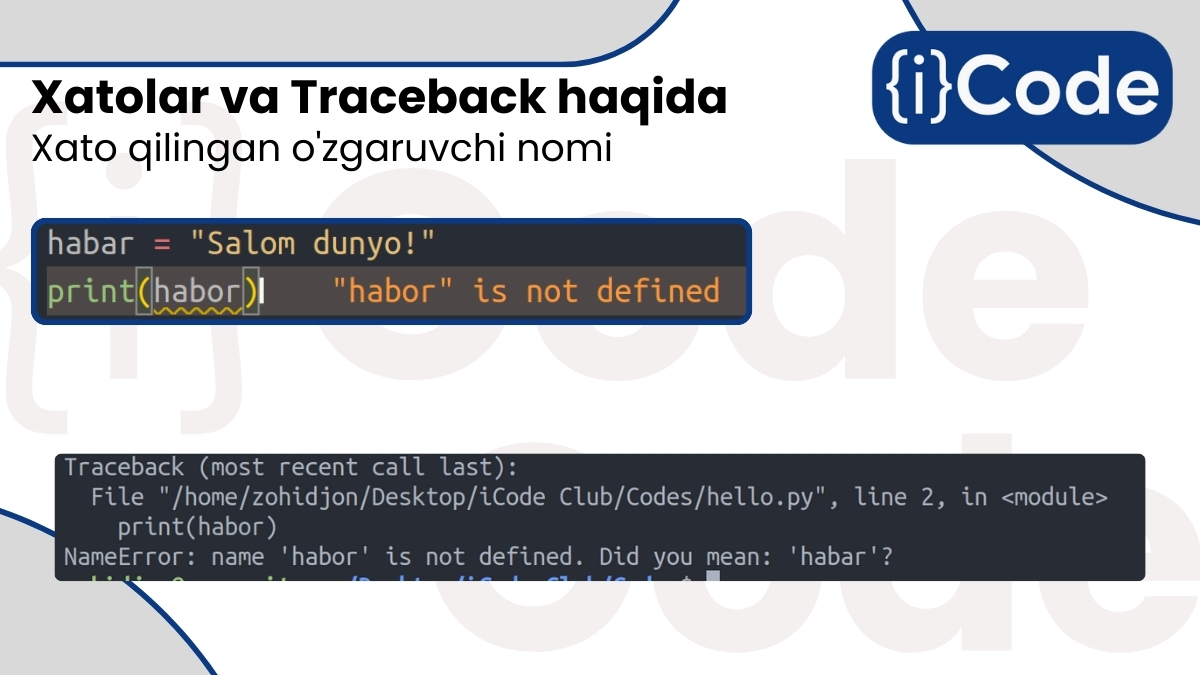 Xatolar va Traceback haqida
{i}Code
Xato qilingan o'zgaruvchi nomi
habar = "Salom dunyo!"
print(habor) "habor" is not defined
Traceback (most recent call last):
  File "/home/zohidjon/Desktop/iCode Club/Codes/hello.py", line 2, in <module>
    print(habor)
NameError: name 'habor' is not defined. Did you mean: 'habar'?
{i}Code
Code